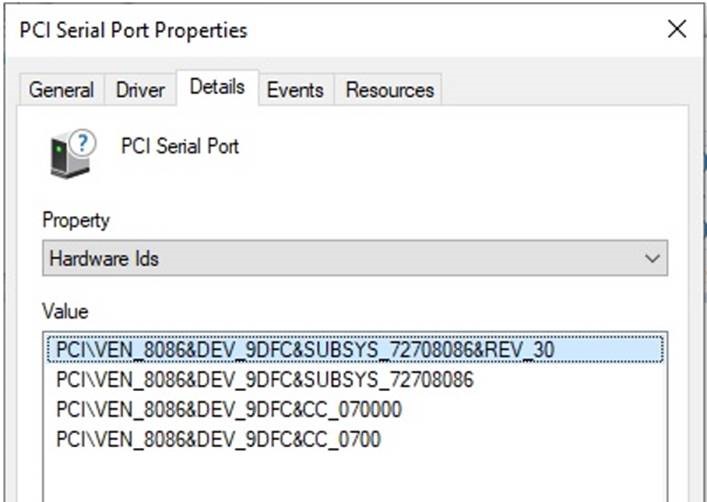 PCI Serial Port Properties
General Driver Details Events Resources
?
PCI Serial Port
Property
Hardware Ids
Value
PCI\VEN_8086&DEV_9DFC&SUBSYS_72708086&REV_30
PCI\VEN_8086&DEV_9DFC&SUBSYS_72708086
PCI\VEN_8086&DEV_9DFC&CC_070000
PCI\VEN_8086&DEV_9DFC&CC_0700